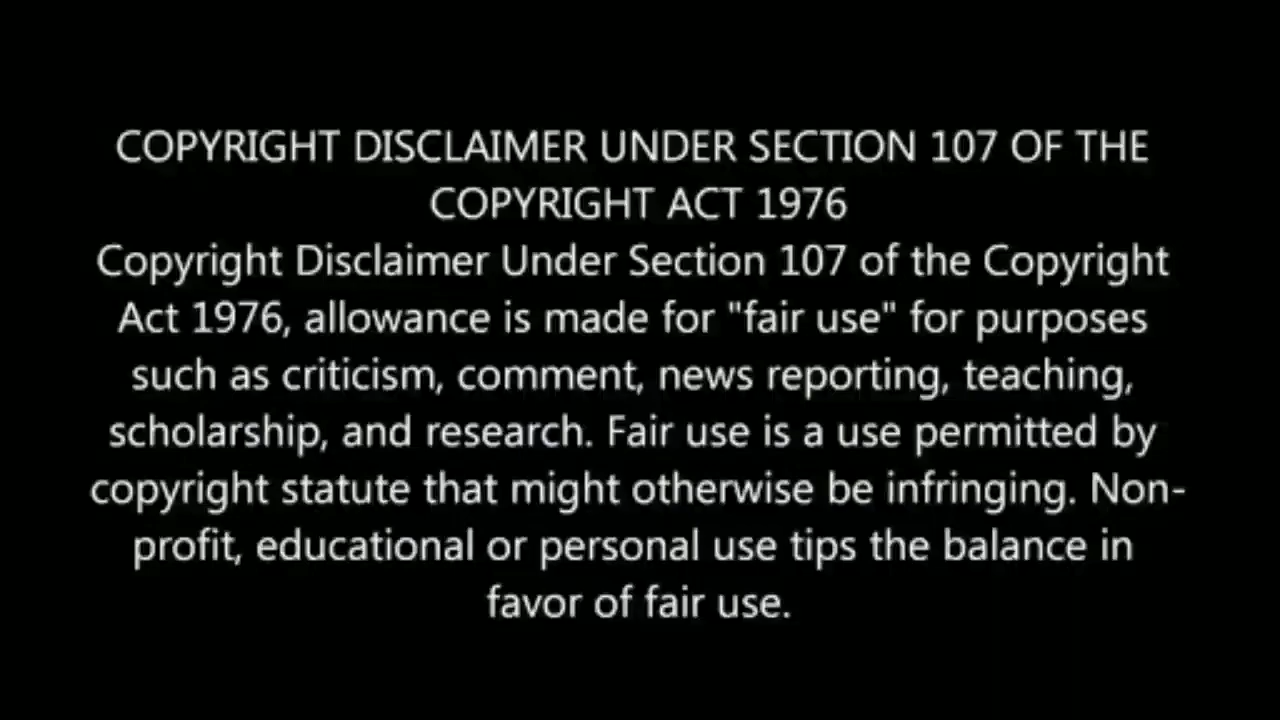 COPYRIGHT DISCLAIMER UNDER SECTION 107 OF THE
COPYRIGHT ACT 1976
Copyright Disclaimer Under Section 107 of the Copyright
Act 1976, allowance is made for "fair use" for purposes
such as criticism, comment, news reporting, teaching,
scholarship, and research. Fair use is a use permitted by
copyright statute that might otherwise be infringing. Non-
profit, educational or personal use tips the balance in
favor of fair use.